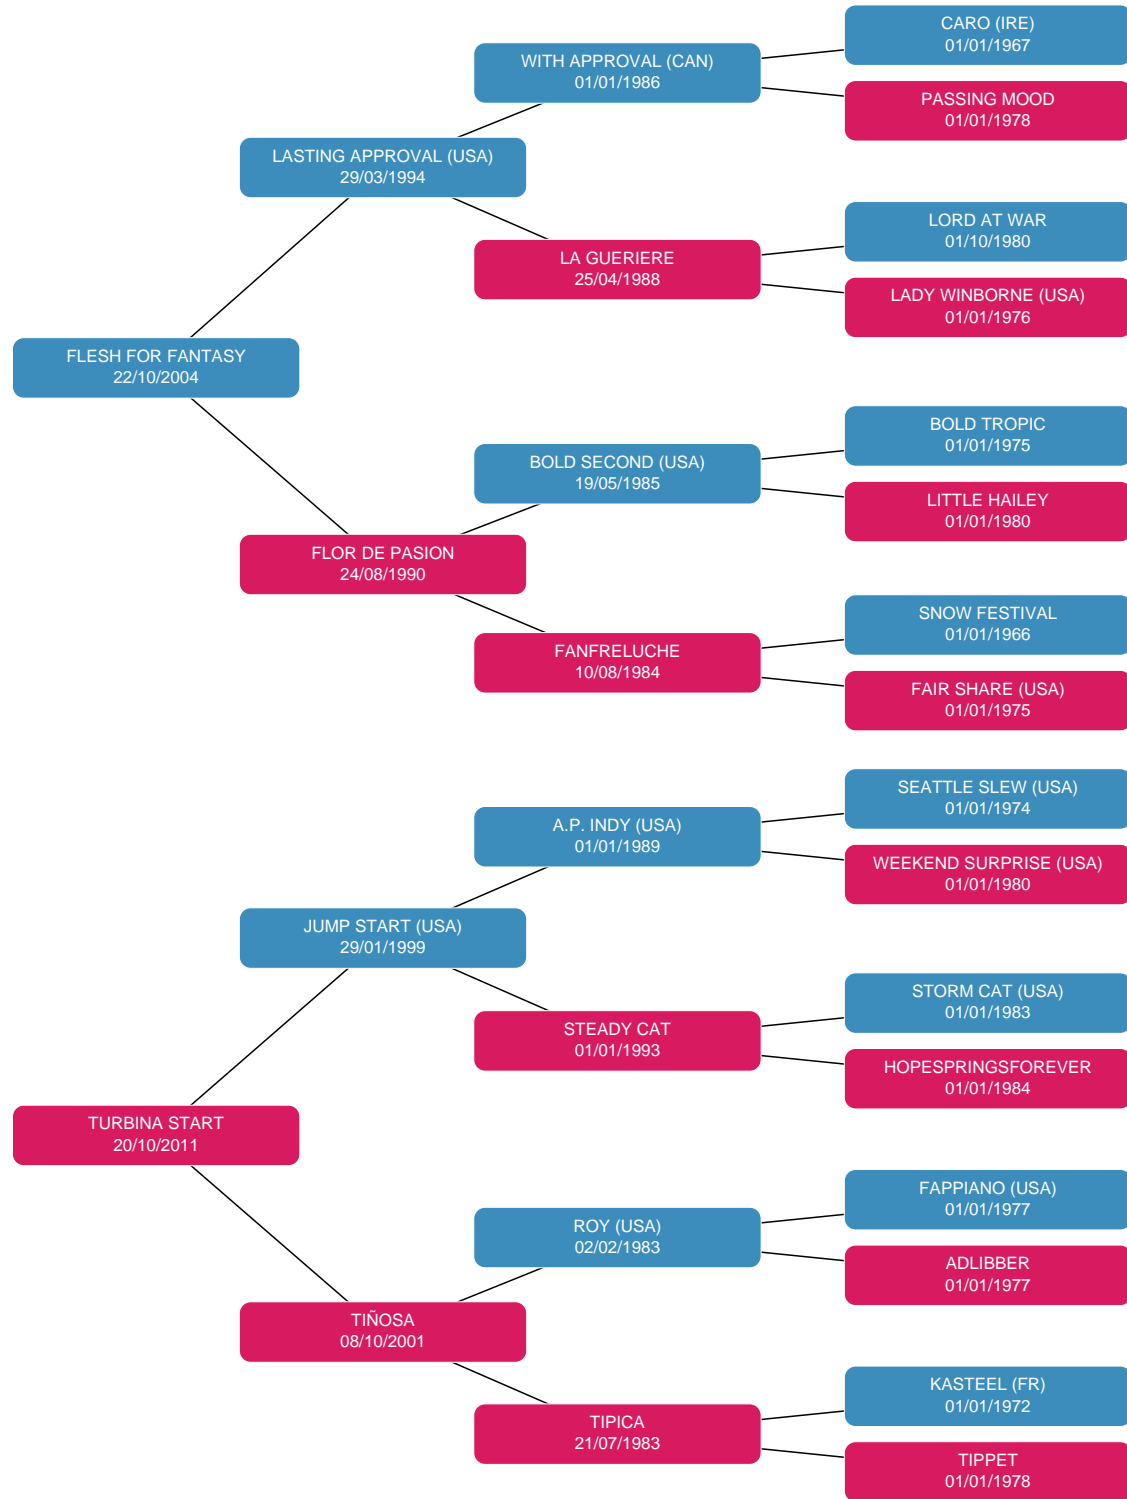 CARO (IRE)
01/01/1967
WITH APPROVAL (CAN)
01/01/1986
PASSING MOOD
01/01/1978
LASTING APPROVAL (USA)
29/03/1994
LORD AT WAR
01/10/1980
LA GUERIERE
25/04/1988
LADY WINBORNE (USA)
01/01/1976
FLESH FOR FANTASY
22/10/2004
BOLD TROPIC
01/01/1975
BOLD SECOND (USA)
19/05/1985
LITTLE HAILEY
01/01/1980
FLOR DE PASION
24/08/1990
SNOW FESTIVAL
01/01/1966
FANFRELUCHE
10/08/1984
FAIR SHARE (USA)
01/01/1975
SEATTLE SLEW (USA)
01/01/1974
A.P. INDY (USA)
01/01/1989
WEEKEND SURPRISE (USA)
01/01/1980
JUMP START (USA)
29/01/1999
STORM CAT (USA)
01/01/1983
STEADY CAT
01/01/1993
HOPESPRINGSFOREVER
01/01/1984
TURBINA START
20/10/2011
FAPPIANO (USA)
01/01/1977
ROY (USA)
02/02/1983
ADLIBBER
01/01/1977
TIÑOSA
08/10/2001
KASTEEL (FR)
01/01/1972
TIPICA
21/07/1983
TIPPET
01/01/1978